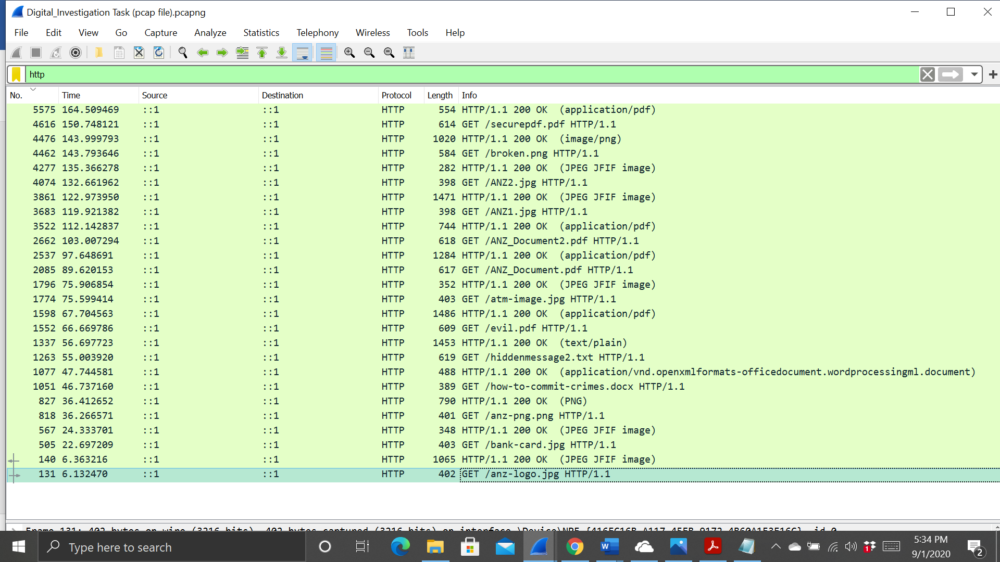 Digital_Investigation Task (pcap file).pcapng
File Edit View Go Capture Analyze Statistics Telephony Wireless Tools Help
http
No. Time Source Destination Protocol Length Info
5575 164.509469 ::1 ::1 HTTP 554 HTTP/1.1 200 OK (application/pdf)
4616 150.748121 ::1 ::1 HTTP 614 GET /securepdf.pdf HTTP/1.1
4476 143.999793 ::1 ::1 HTTP 1020 HTTP/1.1 200 OK (image/png)
4462 143.793646 ::1 ::1 HTTP 584 GET /broken.png HTTP/1.1
4277 135.366278 ::1 ::1 HTTP 282 HTTP/1.1 200 OK (JPEG JFIF image)
4074 132.661962 ::1 ::1 HTTP 398 GET /ANZ2.jpg HTTP/1.1
3861 122.973950 ::1 ::1 HTTP 1471 HTTP/1.1 200 OK (JPEG JFIF image)
3683 119.921382 ::1 ::1 HTTP 398 GET /ANZ1.jpg HTTP/1.1
3522 112.142837 ::1 ::1 HTTP 744 HTTP/1.1 200 OK (application/pdf)
2662 103.007294 ::1 ::1 HTTP 618 GET /ANZ_Document2.pdf HTTP/1.1
2537 97.648691 ::1 ::1 HTTP 1284 HTTP/1.1 200 OK (application/pdf)
2085 89.620153 ::1 ::1 HTTP 617 GET /ANZ_Document.pdf HTTP/1.1
1796 75.906854 ::1 ::1 HTTP 352 HTTP/1.1 200 OK (JPEG JFIF image)
1774 75.599414 ::1 ::1 HTTP 403 GET /atm-image.jpg HTTP/1.1
1598 67.704563 ::1 ::1 HTTP 1486 HTTP/1.1 200 OK (application/pdf)
1552 66.669786 ::1 ::1 HTTP 609 GET /evil.pdf HTTP/1.1
1337 56.697723 ::1 ::1 HTTP 1453 HTTP/1.1 200 OK (text/plain)
1263 55.003920 ::1 ::1 HTTP 619 GET /hiddenmessage2.txt HTTP/1.1
1077 47.744581 ::1 ::1 HTTP 488 HTTP/1.1 200 OK (application/vnd.openxmlformats-officedocument.wordprocessingml.document)
1051 46.737160 ::1 ::1 HTTP 389 GET /how-to-commit-crimes.docx HTTP/1.1
827 36.412652 ::1 ::1 HTTP 790 HTTP/1.1 200 OK (PNG)
818 36.266571 ::1 ::1 HTTP 401 GET /anz-png.png HTTP/1.1
567 24.333701 ::1 ::1 HTTP 348 HTTP/1.1 200 OK (JPEG JFIF image)
505 22.697209 ::1 ::1 HTTP 403 GET /bank-card.jpg HTTP/1.1
140 6.363216 ::1 ::1 HTTP 1065 HTTP/1.1 200 OK (JPEG JFIF image)
131 6.132470 ::1 ::1 HTTP 402 GET /anz-logo.jpg HTTP/1.1
Frame 131: 402 bytes on wire (3216 bits), 402 bytes captured (3216 bits) on interface
Type here to search
W
1
5:34 PM
9/1/2020
2